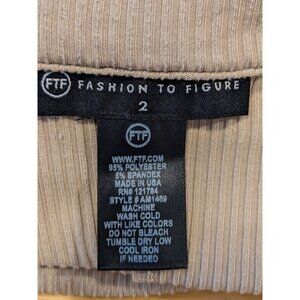 FTF FASHION TO FIGURE
2
FTF
WWW.FTF.COM
95% POLYESTER
5% SPANDEX
MADE IN USA
RN# 121784
STYLE # AM1469
MACHINE
WASH COLD
WITH LIKE COLORS
DO NOT BLEACH
TUMBLE DRY LOW
COOL IRON
IF NEEDED